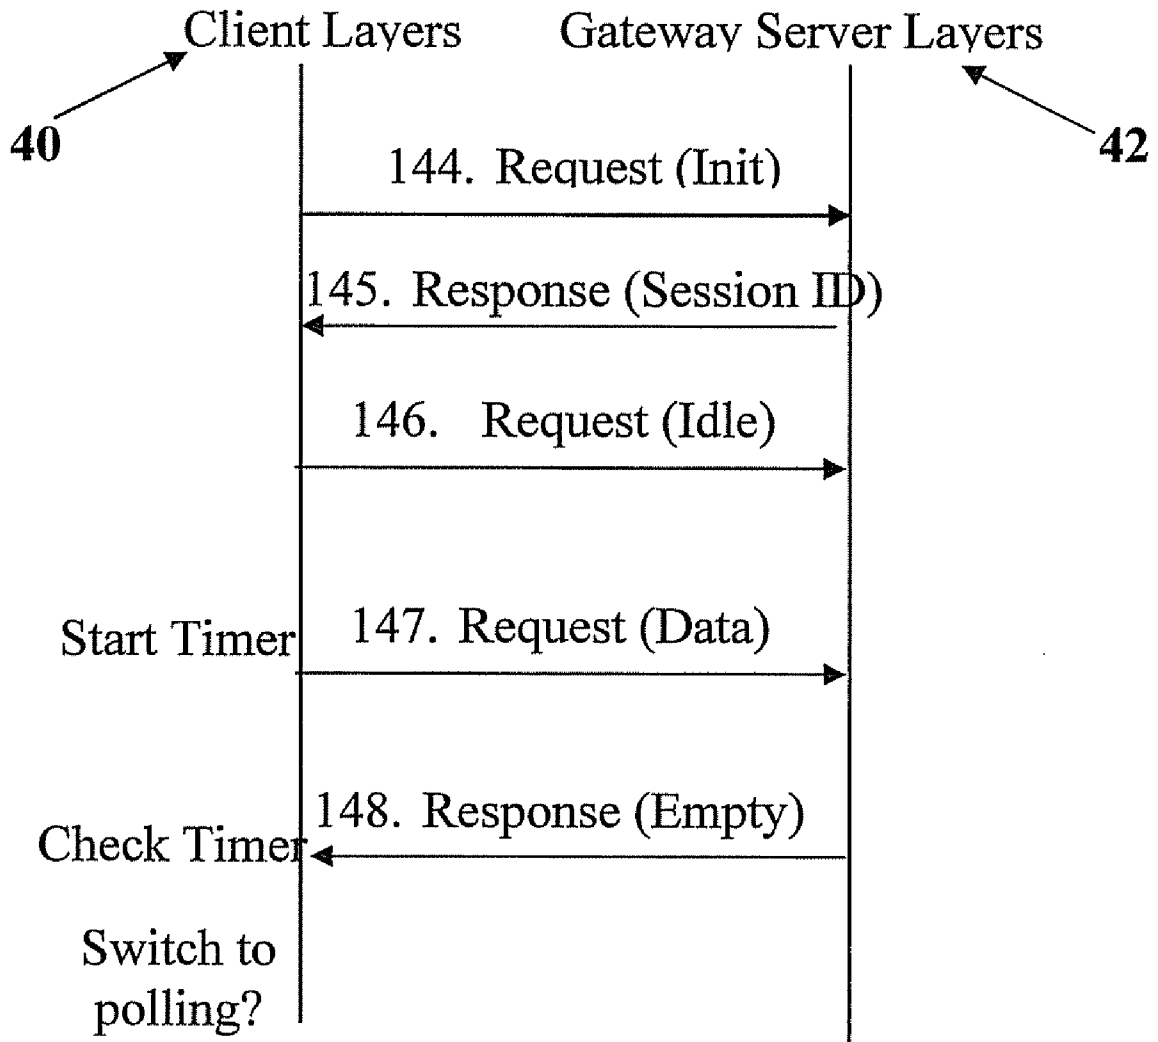 Client Layers Gateway Server Layers
40
42
144. Request (Init)
145. Response (Session ID)
146. Request (Idle)
Start Timer
147. Request (Data)
148. Response (Empty)
Check Timer
Switch to
polling?